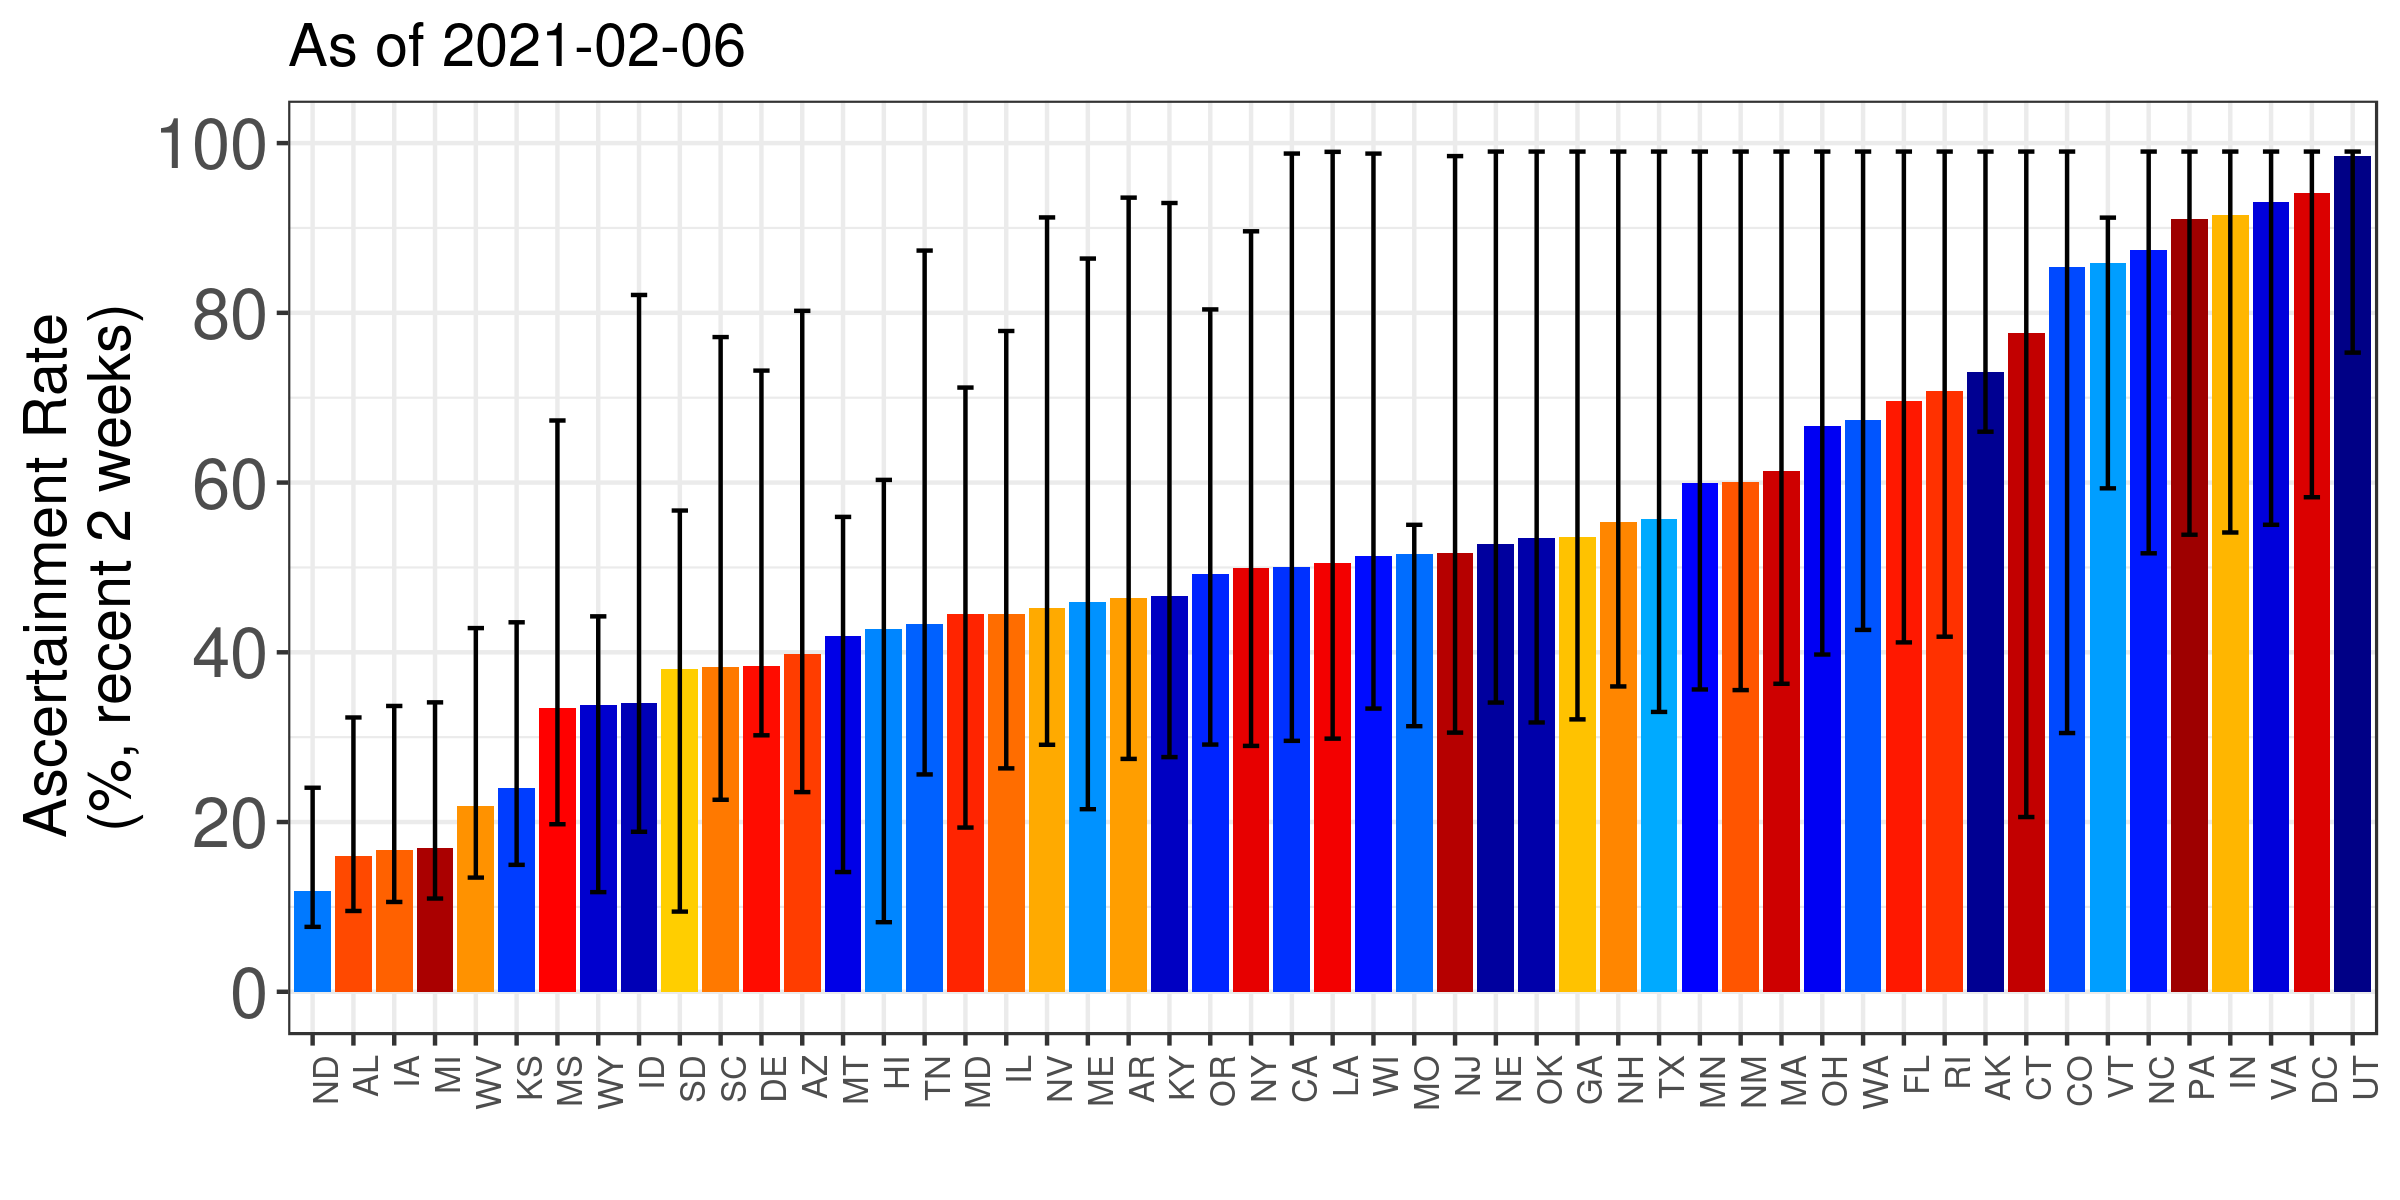 As of 2021-02-06
Ascertainment Rate
(%, recent 2 weeks)
100
80
60
40
20
0
ND AL IA MI WV KS MS WY ID SD SC DE AZ MT HI TN MD IL NV ME AR KY OR NY CA LA WI MO NJ NE OK GA NH TX MN NM MA OH WA FL RI AK CT CO VT NC PA IN VA DC UT